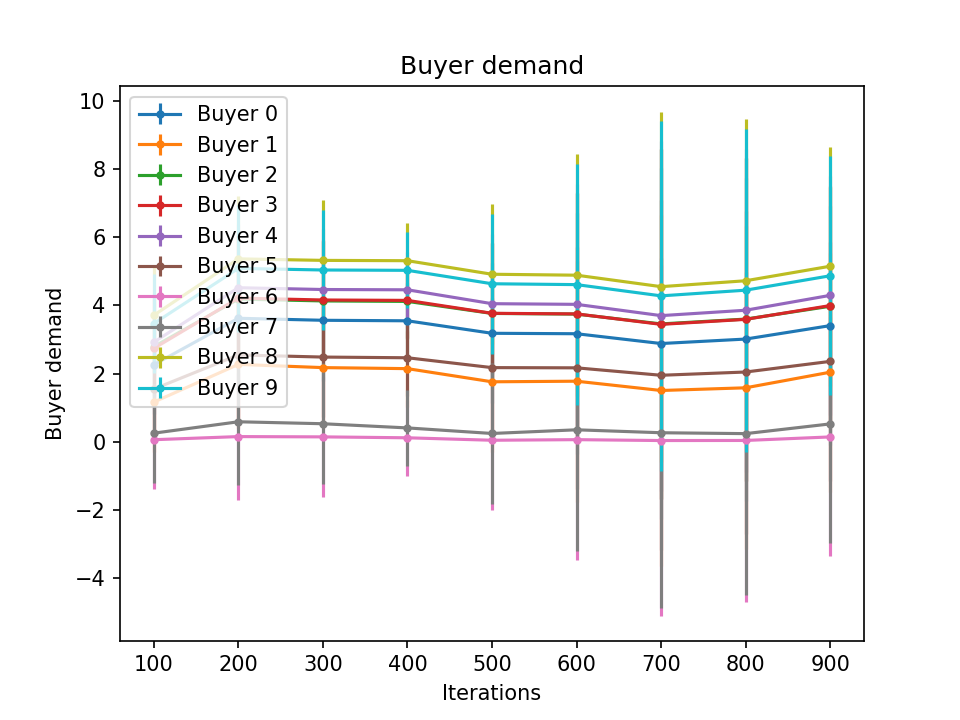 Buyer demand
10
8
6
4
2
0
−2
−4
Buyer demand
Buyer 0
Buyer 1
Buyer 2
Buyer 3
Buyer 4
Buyer 5
Buyer 6
Buyer 7
Buyer 8
Buyer 9
100 200 300 400 500 600 700 800 900
Iterations